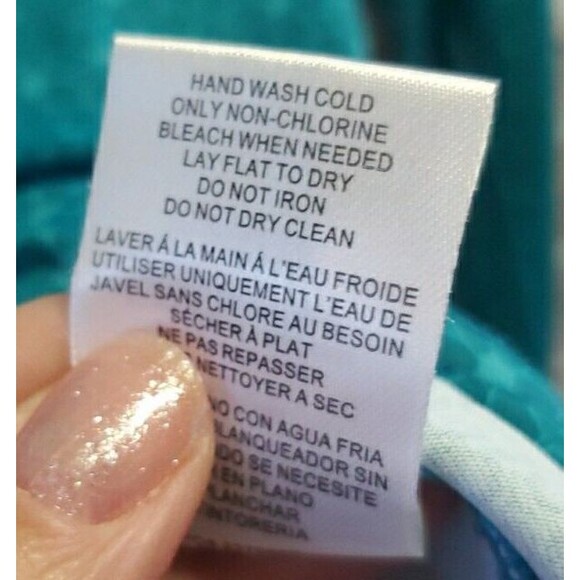 HAND WASH COLD
ONLY NON-CHLORINE
BLEACH WHEN NEEDED
LAY FLAT TO DRY
DO NOT IRON
DO NOT DRY CLEAN
LAVER Á LA MAIN Á L'EAU FROIDE
UTILISER UNIQUEMENT L'EAU DE
JAVEL SANS CHLORE AU BESOIN
SÉCHER À PLAT
NE PAS REPASSER
NETTOYER A SEC
CON AGUA FRIA
BLANQUEADOR SIN
SE NECESITE
EN PLANO